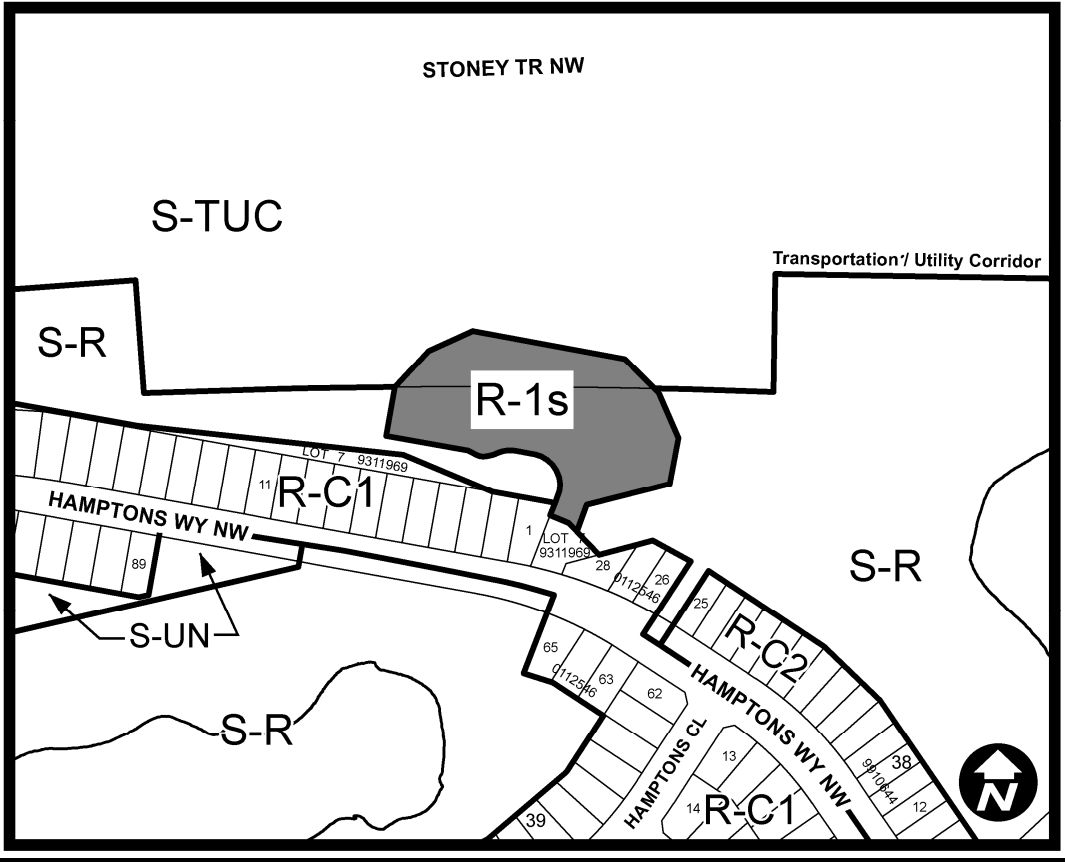 STONEY TR NW
S-TUC
Transportation / Utility Corridor
S-R
R-1s
LOT 7 9311969
11
R-C1
HAMPTONS WY NW
1
LOT
9311969
89
28
26
0112546
25
S-R
S-UN
R-C2
65
0112546
63
62
HAMPTONS WY NW
S-R
HAMPTONS CL
13
38
9910644
14
R-C1
12
39
N